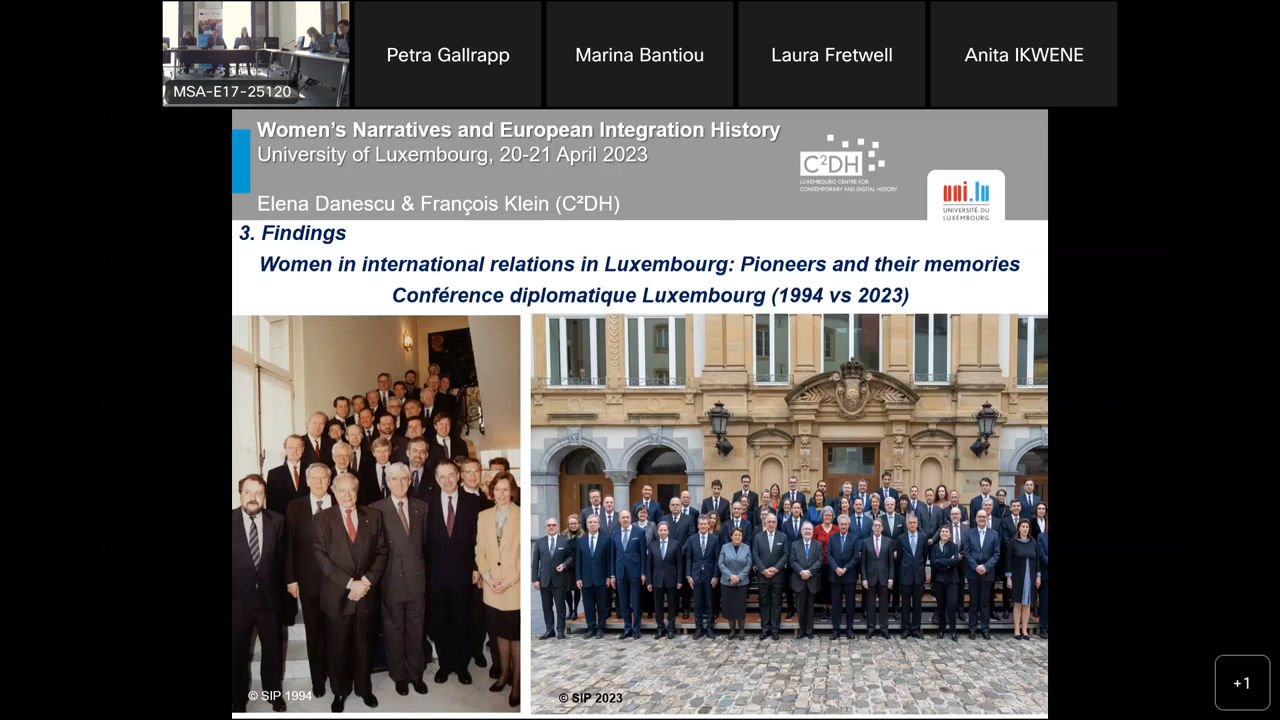 MSA-E17-25120
Petra Gallrapp
Marina Bantiou
Laura Fretwell
Anita IKWENE
Women's Narratives and European Integration History
University of Luxembourg, 20-21 April 2023
Elena Danescu & François Klein (C²DH)
C²DH
LUXEMBOURG CENTRE FOR
CONTEMPORARY AND DIGITAL HISTORY
uni.lu
UNIVERSITÉ DU
LUXEMBOURG
3. Findings
Women in international relations in Luxembourg: Pioneers and their memories
Conférence diplomatique Luxembourg (1994 vs 2023)
© SIP 1994
© SIP 2023
+1